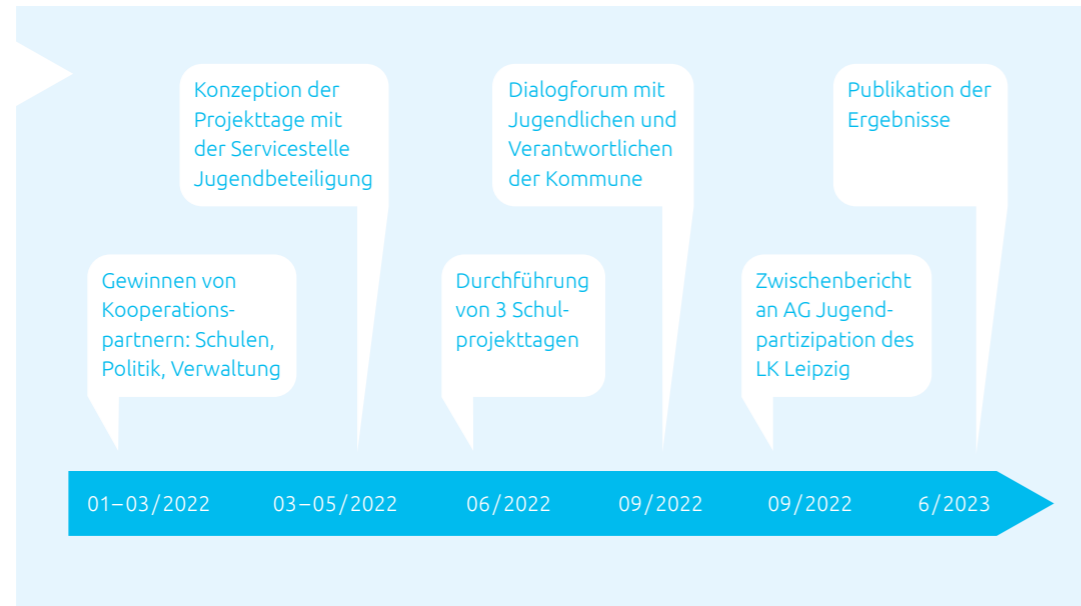 Konzeption der
Projekttage mit
der Servicestelle
Jugendbeteiligung
Dialogforum mit
Jugendlichen und
Verantwortlichen
der Kommune
Publikation der
Ergebnisse
Gewinnen von
Kooperations-
partnern: Schulen,
Politik, Verwaltung
Durchführung
von 3 Schul-
projekttagen
Zwischenbericht
an AG Jugend-
partizipation des
LK Leipzig
01–03/2022 03–05/2022 06/2022 09/2022 09/2022 6/2023